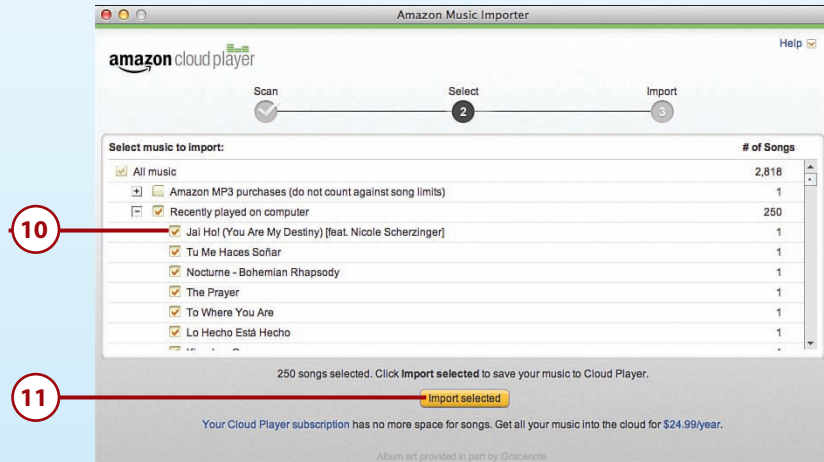 Amazon Music Importer
Help
amazon cloud player
Scan
Select
Import
2
3
Select music to import:
# of Songs
All music
2,818
Amazon MP3 purchases (do not count against song limits)
1
Recently played on computer
250
10
Jai Ho! (You Are My Destiny) [feat. Nicole Scherzinger]
1
Tu Me Haces Soñar
1
Nocturne - Bohemian Rhapsody
1
The Prayer
1
To Where You Are
1
Lo Hecho Está Hecho
1
250 songs selected. Click Import selected to save your music to Cloud Player.
11
Import selected
Your Cloud Player subscription has no more space for songs. Get all your music into the cloud for $24.99/year.
Album art provided in part by Gracenote.